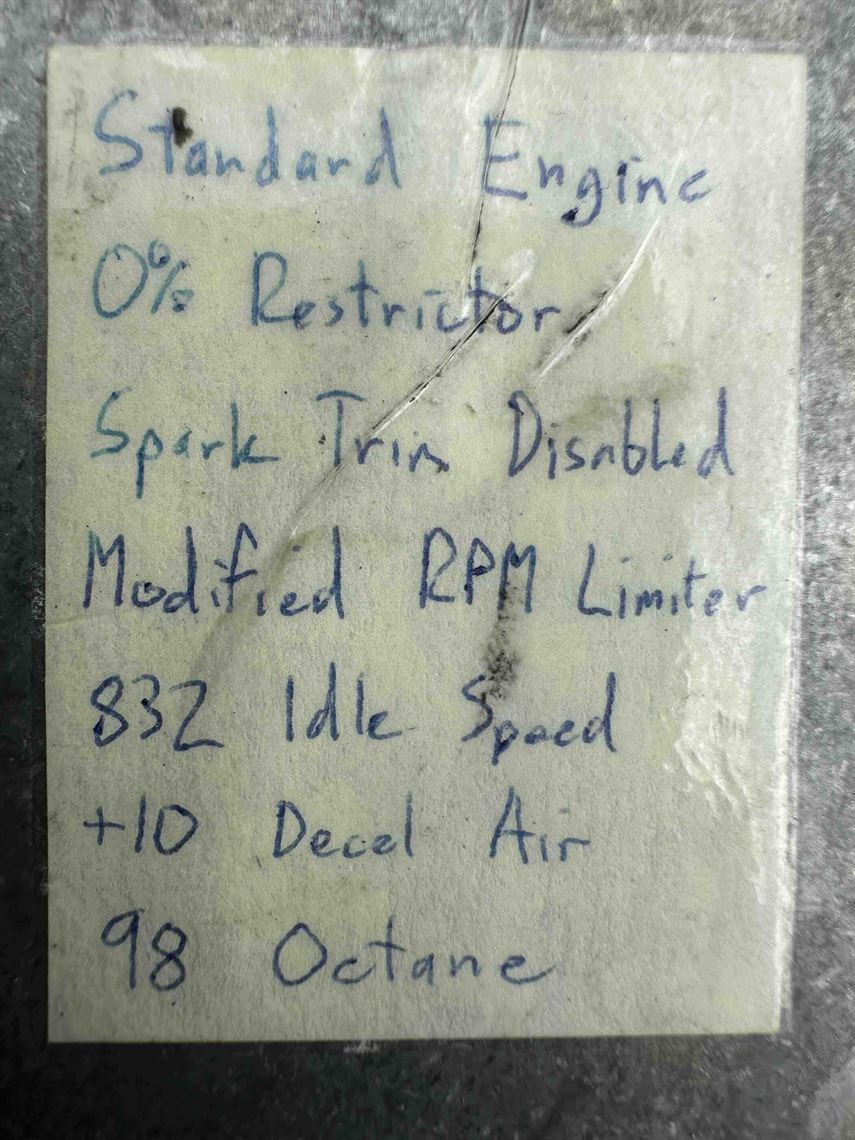 Standard Engine
0% Restrictor
Spark Trim Disabled
Modified RPM Limiter
832 Idle Speed
+10 Decel Air
98 Octane